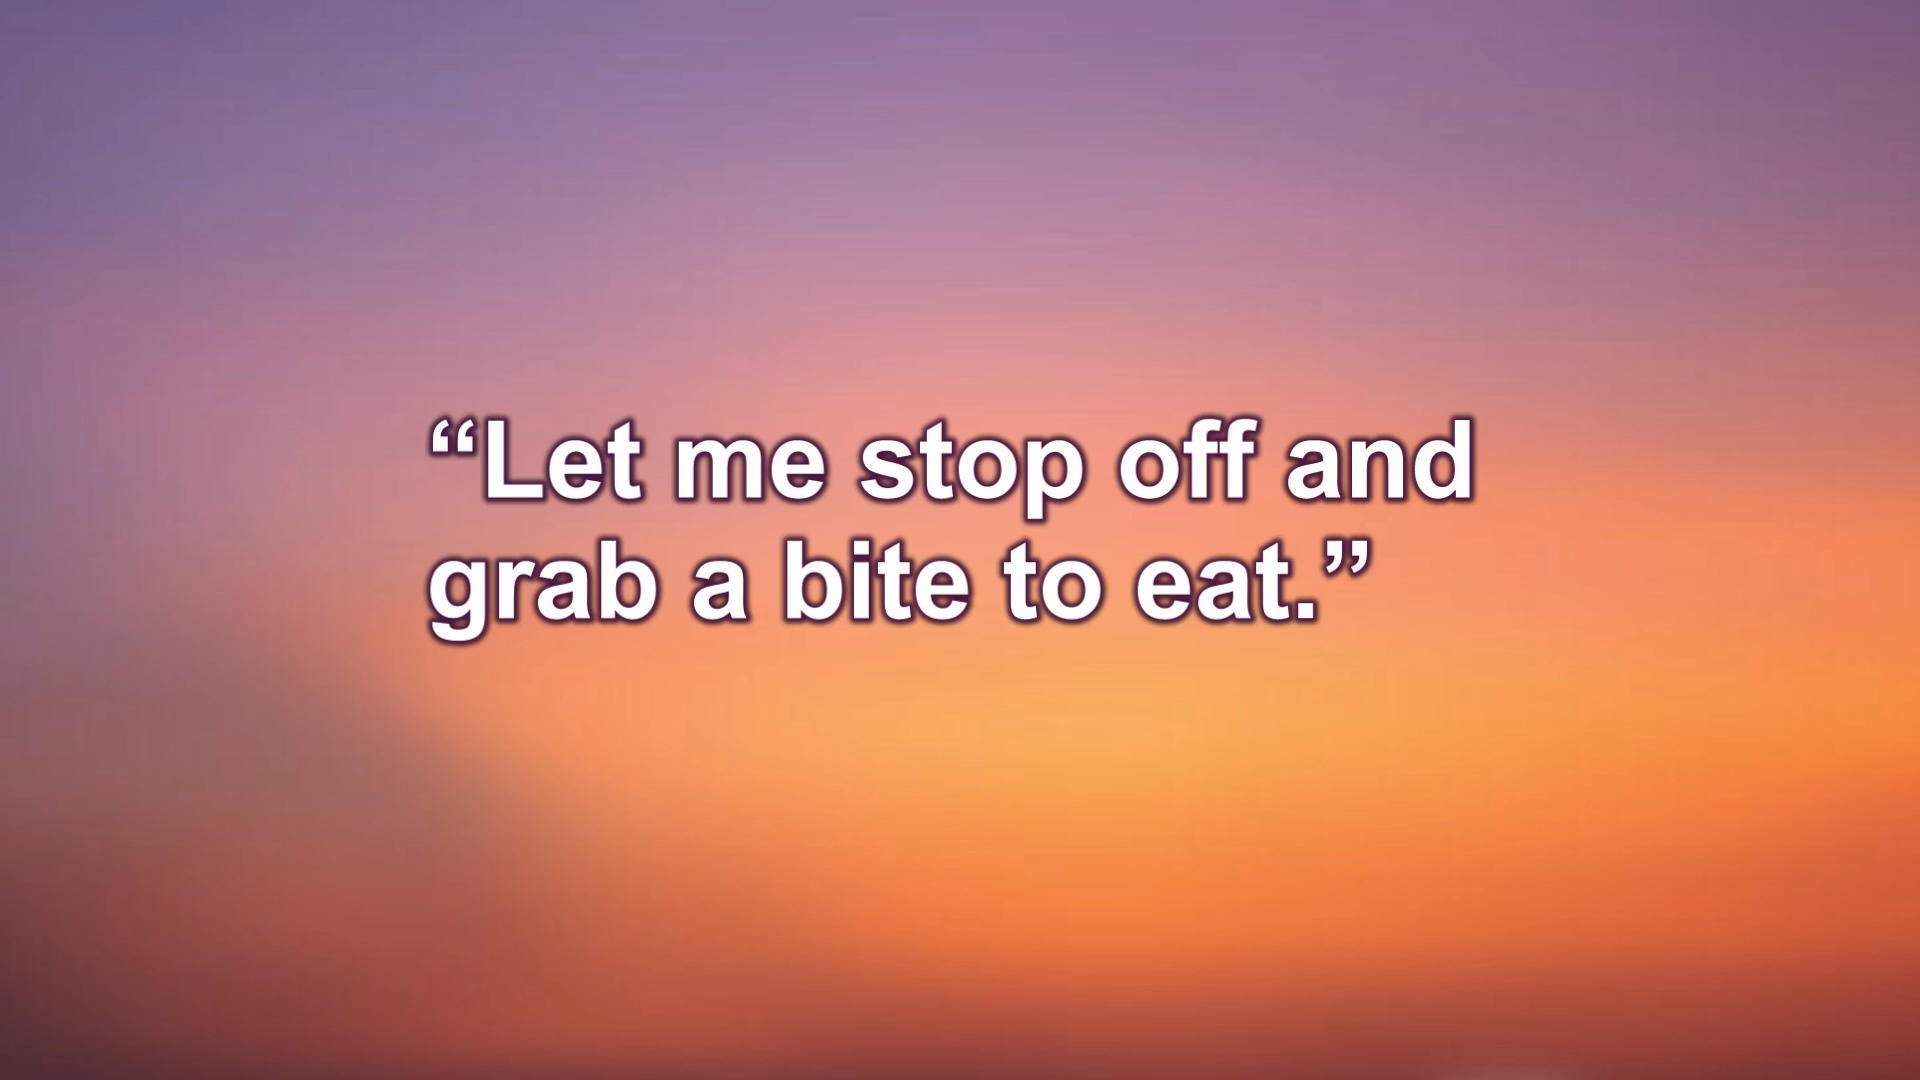 “Let me stop off and
grab a bite to eat.”